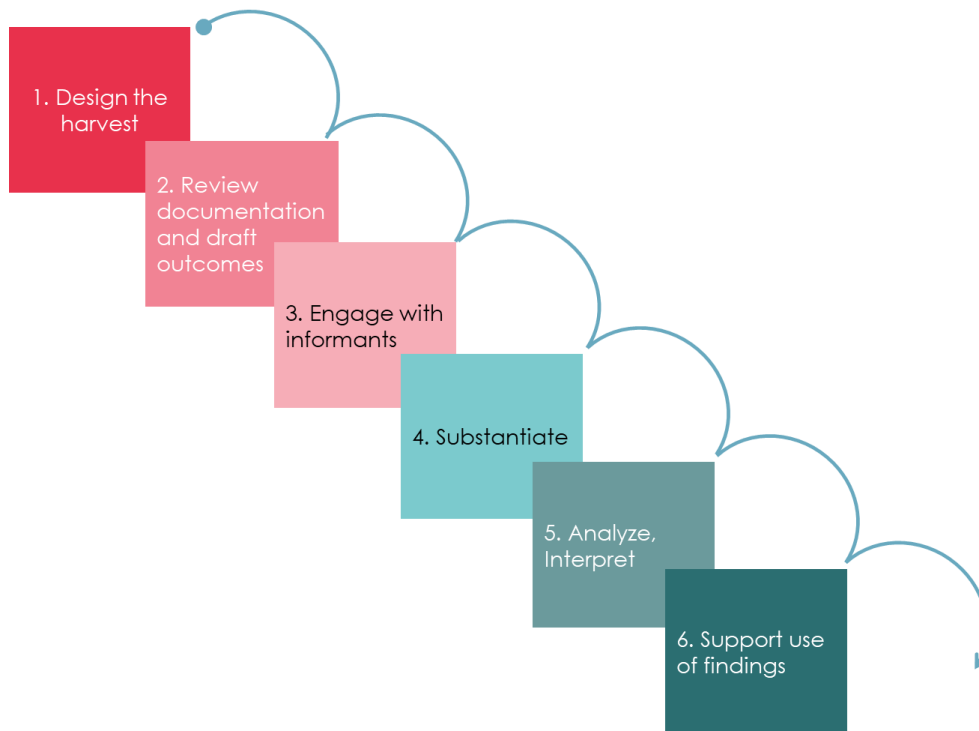 1. Design the
harvest
2. Review
documentation
and draft
outcomes
3. Engage with
informants
4. Substantiate
5. Analyze,
Interpret
6. Support use
of findings